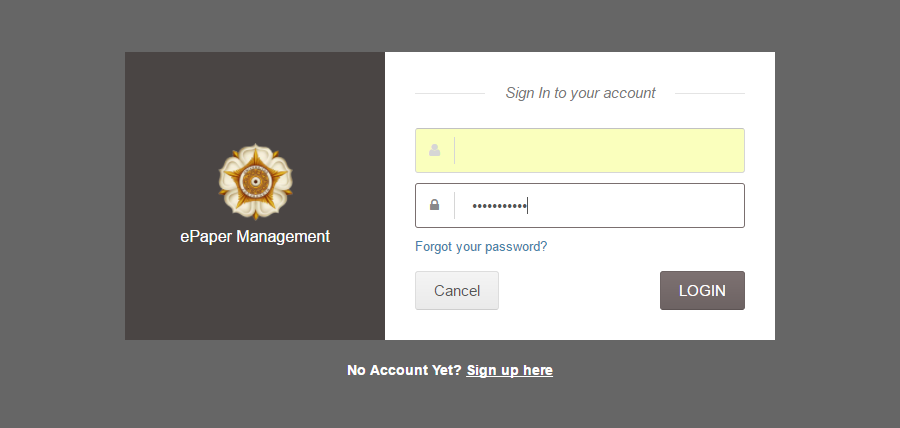 Sign In to your account
•••••••••••
ePaper Management
Forgot your password?
Cancel
LOGIN
No Account Yet? Sign up here